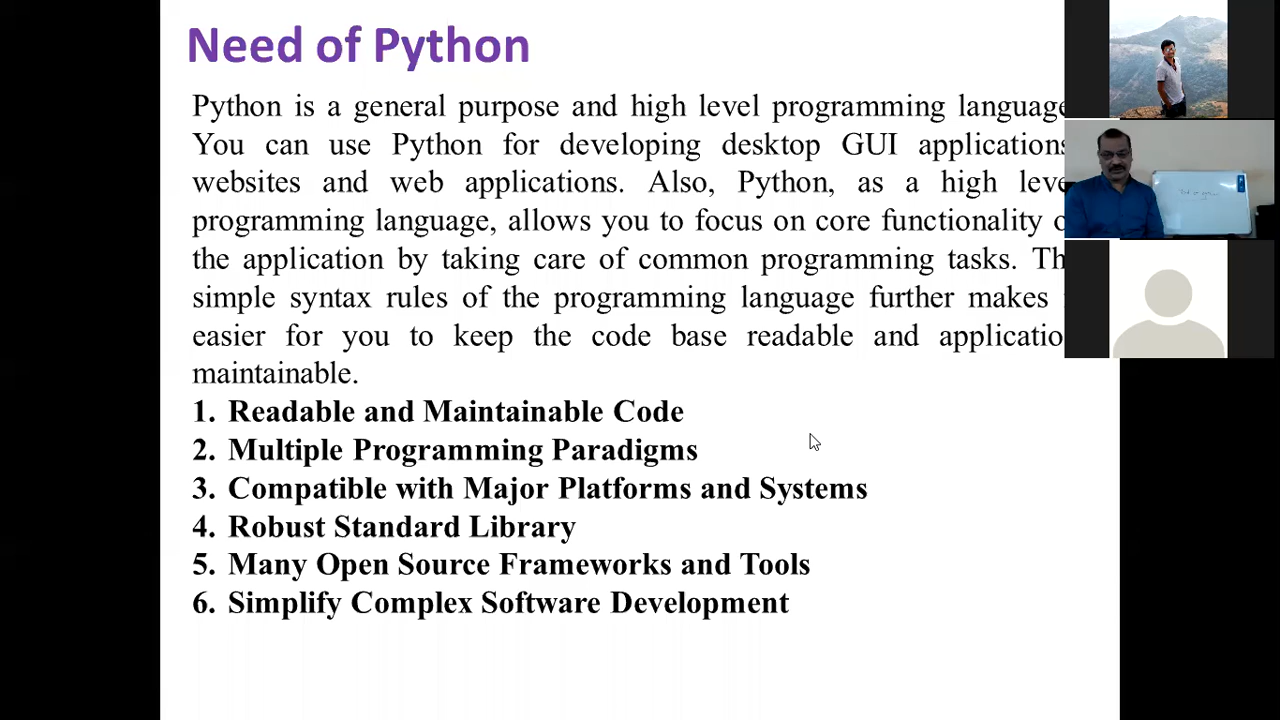 Need of Python
Python is a general purpose and high level programming language
You can use Python for developing desktop GUI applications
websites and web applications. Also, Python, as a high leve
programming language, allows you to focus on core functionality o
the application by taking care of common programming tasks. Th
simple syntax rules of the programming language further makes
easier for you to keep the code base readable and applicatio
maintainable.
1. Readable and Maintainable Code
2. Multiple Programming Paradigms
3. Compatible with Major Platforms and Systems
4. Robust Standard Library
5. Many Open Source Frameworks and Tools
6. Simplify Complex Software Development